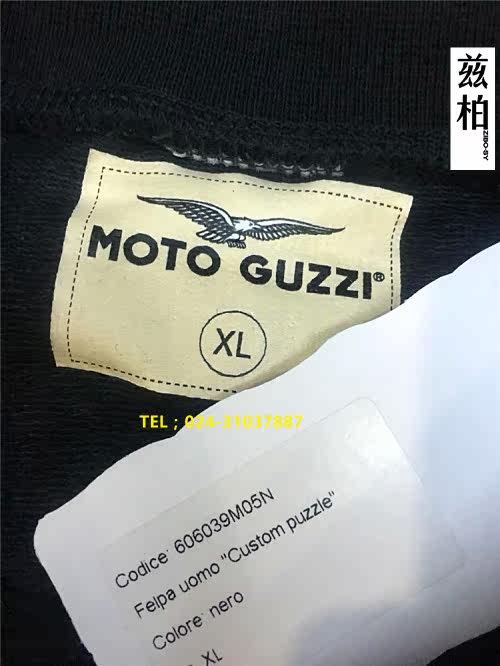 兹
柏
ZIBO-SY
MOTO GUZZI®
XL
TEL；024-31037887
Codice: 606039M05N
Felpa uomo "Custom puzzle"
Colore: nero
XL